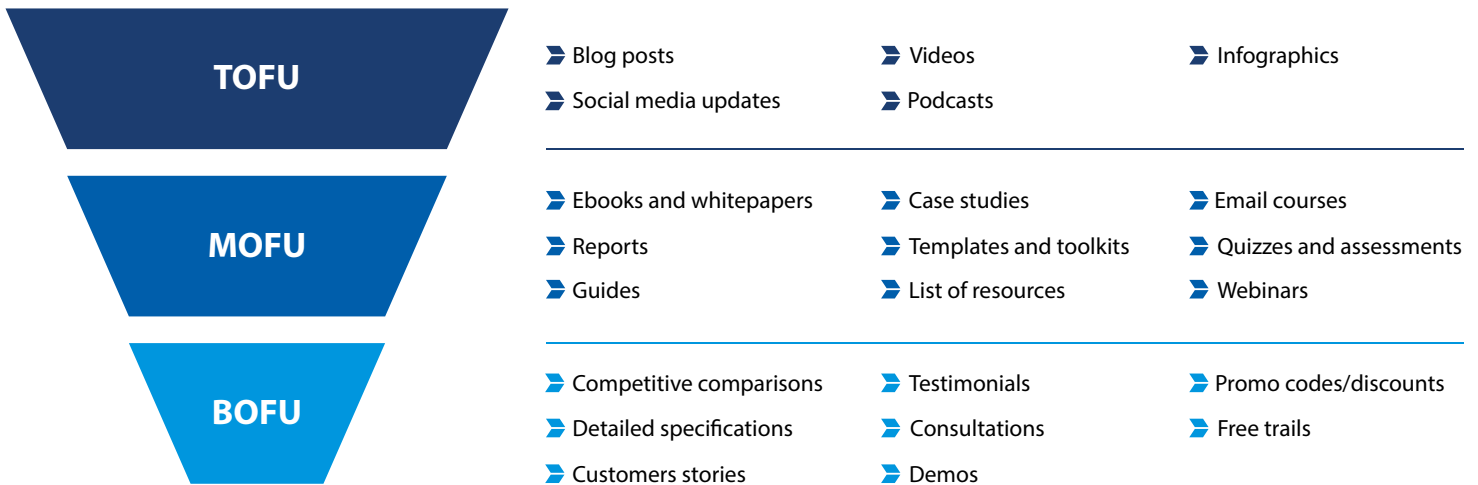 TOFU
Blog posts
Videos
Infographics
Social media updates
Podcasts
MOFU
Ebooks and whitepapers
Case studies
Email courses
Reports
Templates and toolkits
Quizzes and assessments
Guides
List of resources
Webinars
BOFU
Competitive comparisons
Testimonials
Promo codes/discounts
Detailed specifications
Consultations
Free trails
Customers stories
Demos